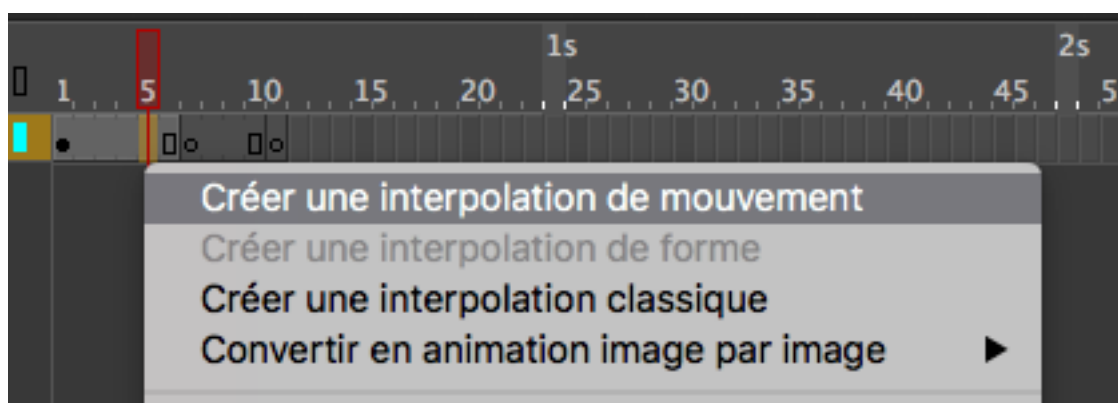 1s 2s
1 5 10 15 20 25 30 35 40 45 5
Créer une interpolation de mouvement
Créer une interpolation de forme
Créer une interpolation classique
Convertir en animation image par image